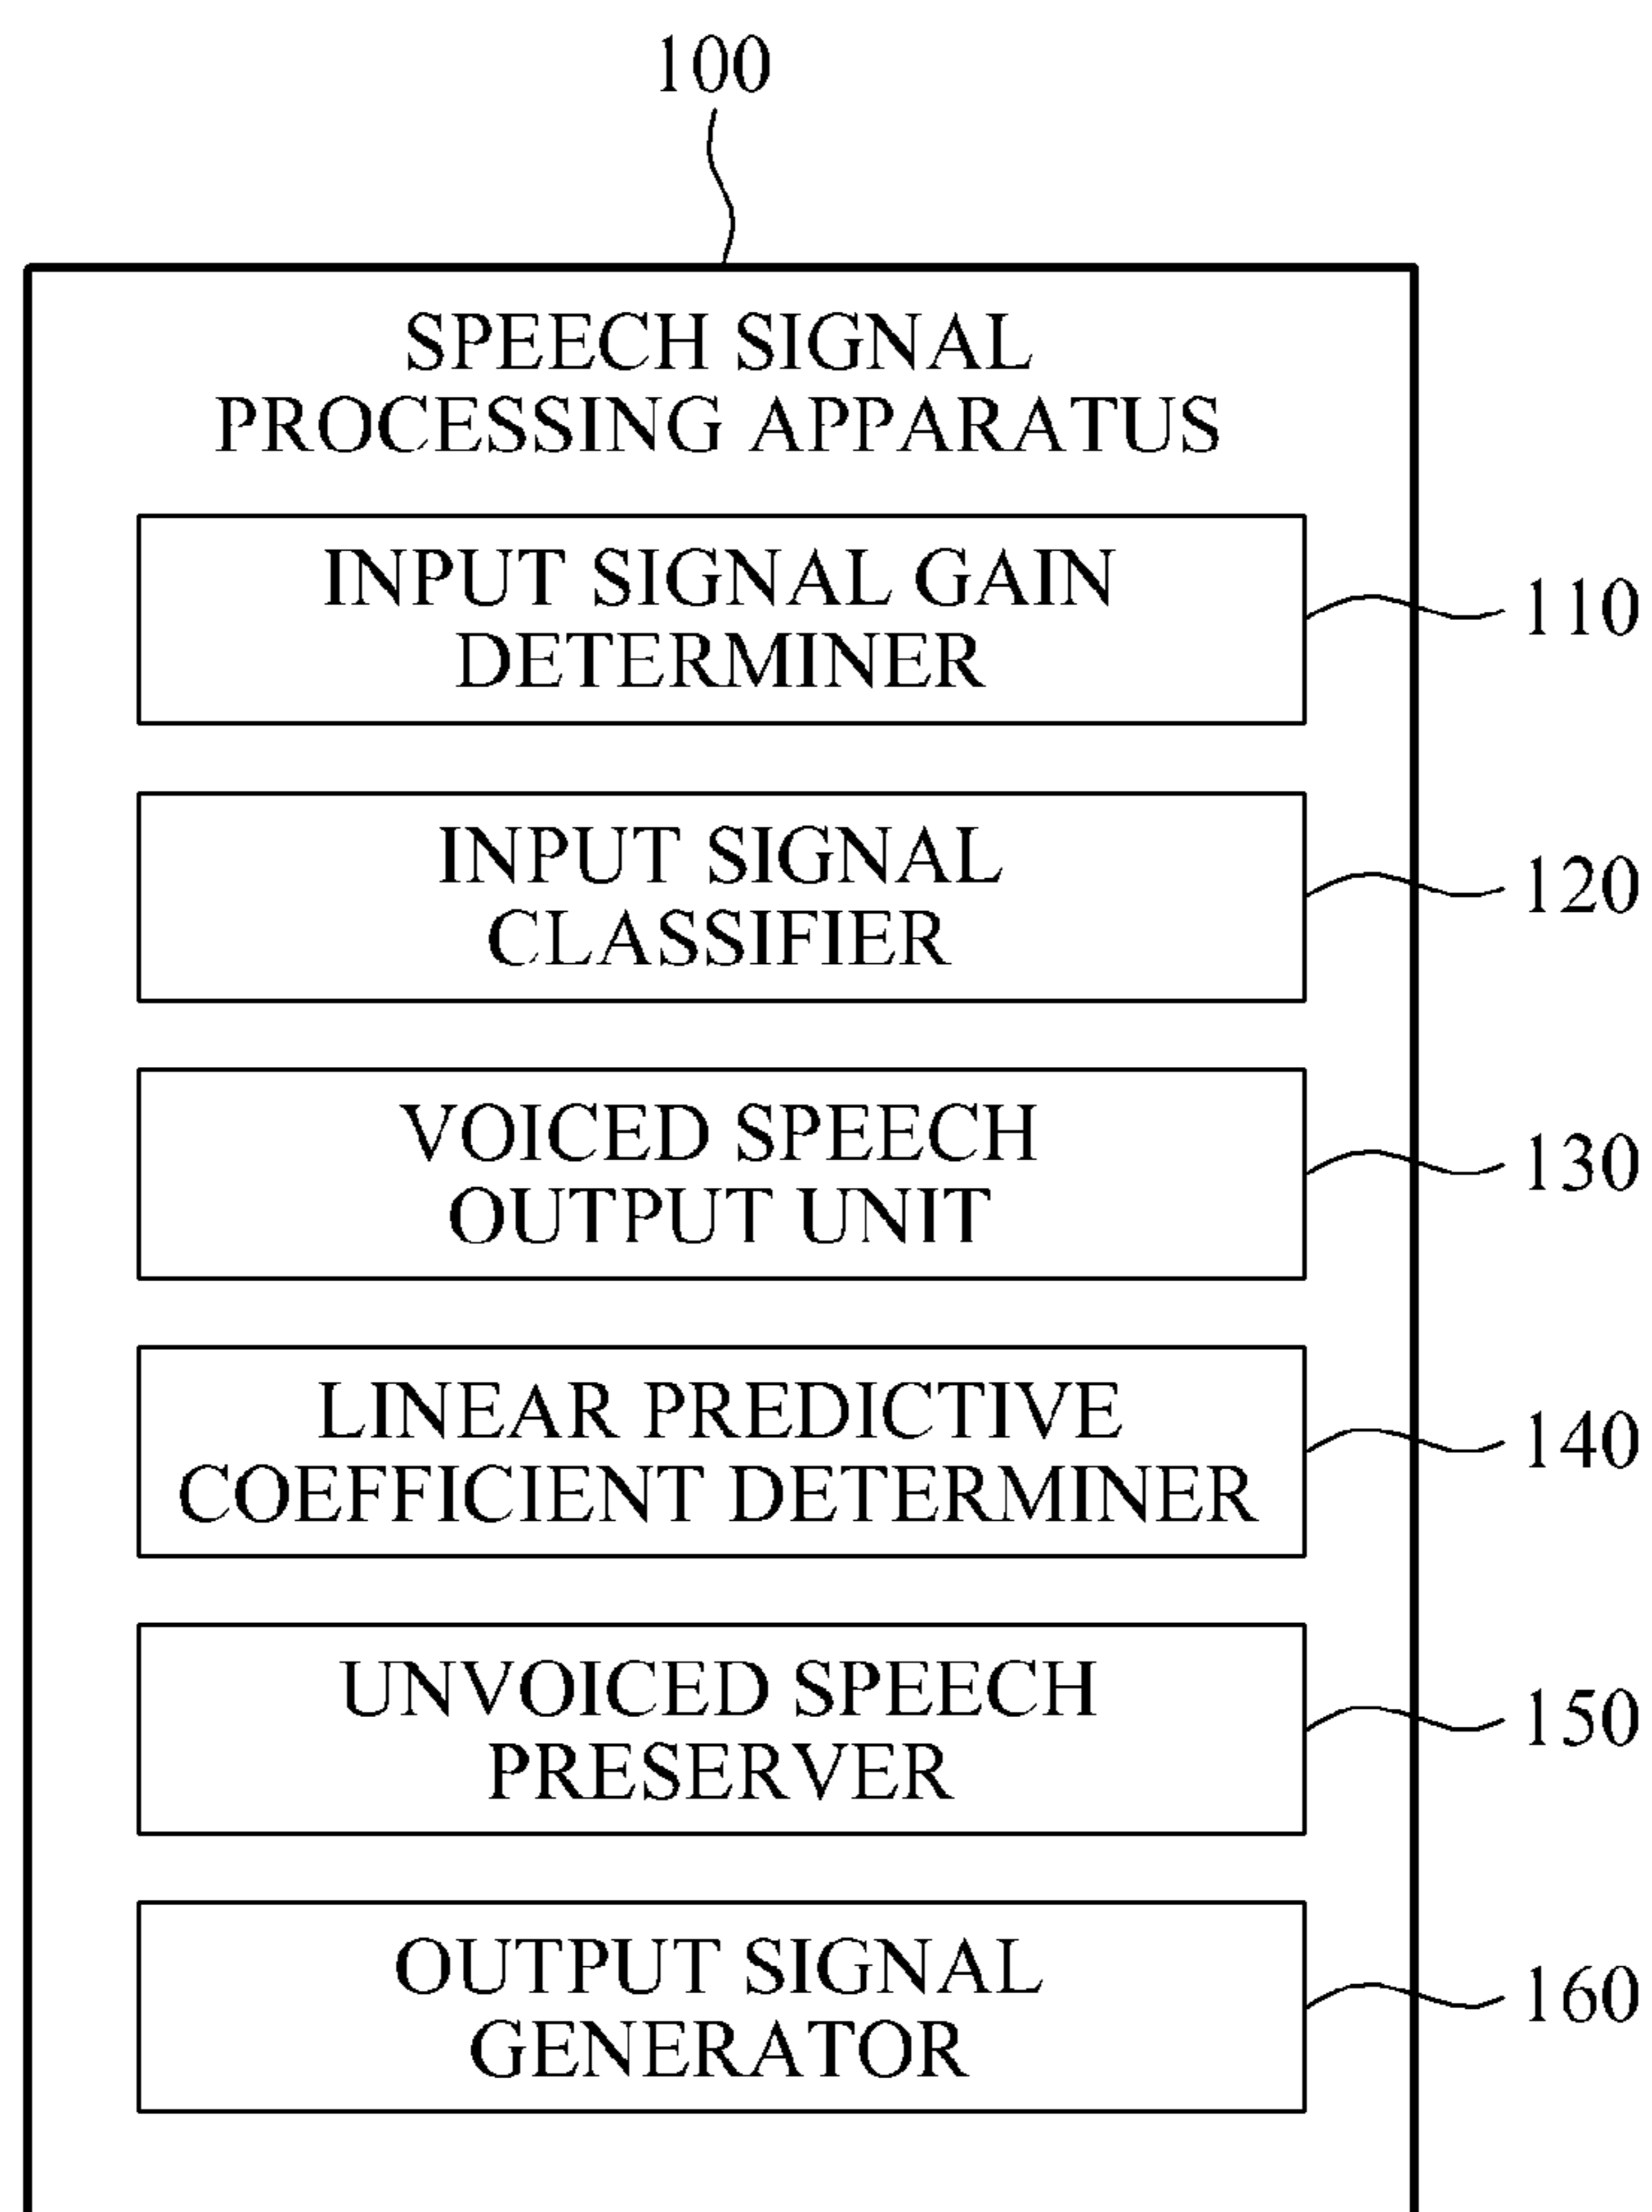 100
SPEECH SIGNAL
PROCESSING APPARATUS
INPUT SIGNAL GAIN
DETERMINER
110
INPUT SIGNAL
CLASSIFIER
120
VOICED SPEECH
OUTPUT UNIT
130
LINEAR PREDICTIVE
COEFFICIENT DETERMINER
140
UNVOICED SPEECH
PRESERVER
150
OUTPUT SIGNAL
GENERATOR
160